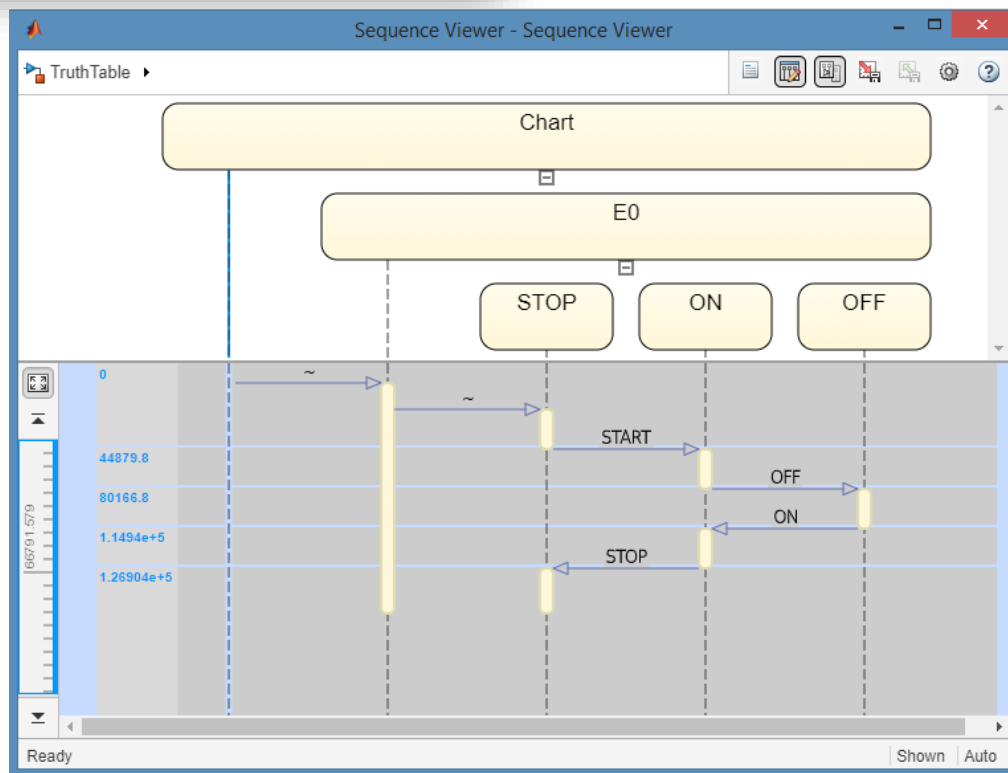 Sequence Viewer - Sequence Viewer
TruthTable
Chart
E0
STOP
ON
OFF
0
~
~
START
44879.8
OFF
80166.8
ON
1.1494e+5
STOP
1.26904e+5
66791.579
Ready
Shown
Auto